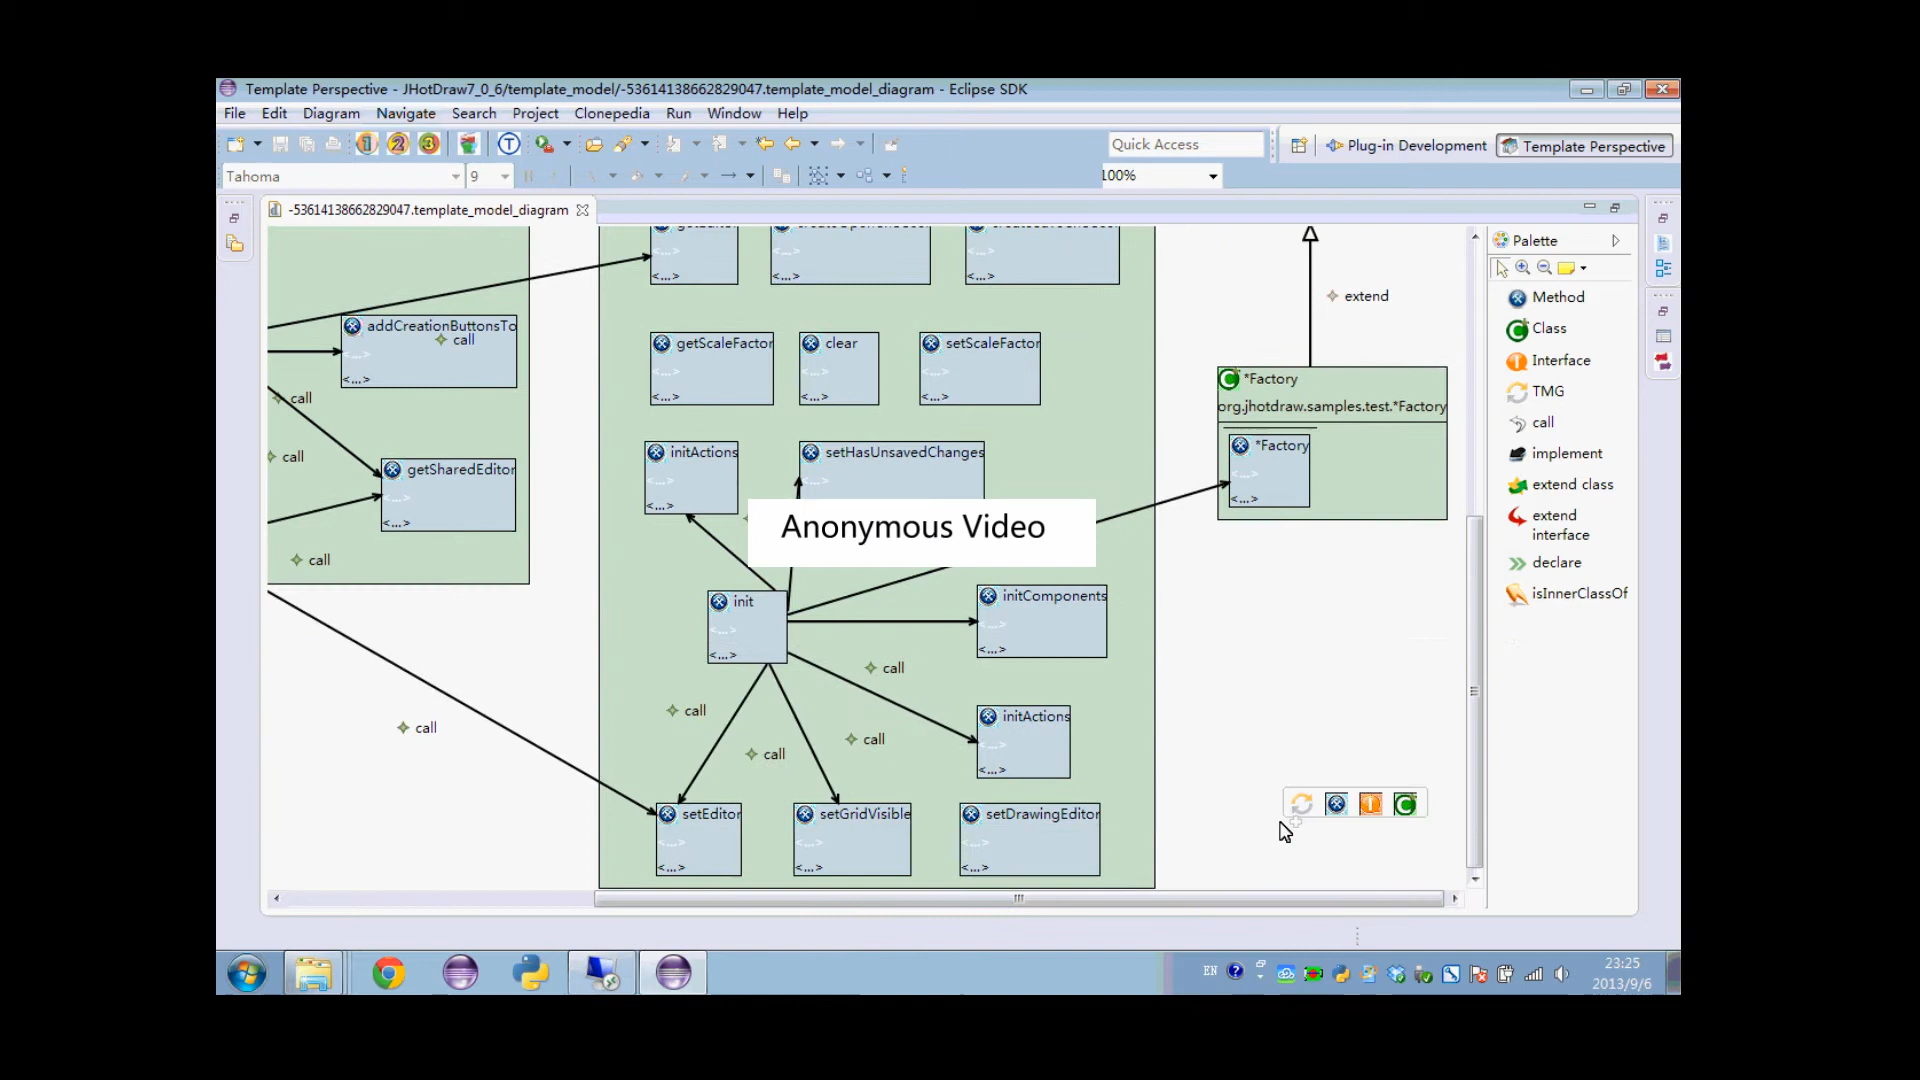 Template Perspective - JHotDraw7_0_6/template_model/-53614138662829047.template_model_diagram - Eclipse SDK
File Edit Diagram Navigate Search Project Clonepedia Run Window Help
Quick Access
Plug-in Development
Template Perspective
Tahoma
9
100%
-53614138662829047.template_model_diagram
Palette
<...>
<...>
<...>
<...>
<...>
<...>
extend
Method
Class
Interface
TMG
call
implement
extend class
extend
interface
declare
isInnerClassOf
addCreationButtonsTo
call
<...>
<...>
getScaleFactor
<...>
<...>
clear
<...>
<...>
setScaleFactor
<...>
<...>
*Factory
org.jhotdraw.samples.test.*Factory
*Factory
<...>
<...>
call
call
getSharedEditor
<...>
<...>
call
initActions
<...>
<...>
setHasUnsavedChanges
<...>
Anonymous Video
init
<...>
<...>
initComponents
<...>
<...>
call
call
call
call
call
initActions
<...>
<...>
setEditor
<...>
<...>
setGridVisible
<...>
<...>
setDrawingEditor
<...>
<...>
EN
23:25
2013/9/6